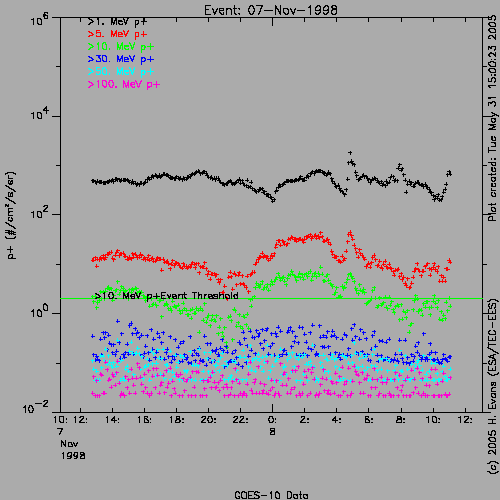 Event: 07-Nov-1998
>1. MeV p+
>5. MeV p+
>10. MeV p+
>30. MeV p+
>50. MeV p+
>100. MeV p+
p+ (#/cm²/s/sr)
10⁶
10⁴
10²
10⁰
10⁻²
>10. MeV p+Event Threshold
10: 12: 14: 16: 18: 20: 22: 0: 2: 4: 6: 8: 10: 12:
7 8
Nov
1998
GOES-10 Data
Plot created: Tue May 31 15:00:23 2005
(c) 2005 H. Evans (ESA/TEC-EES)